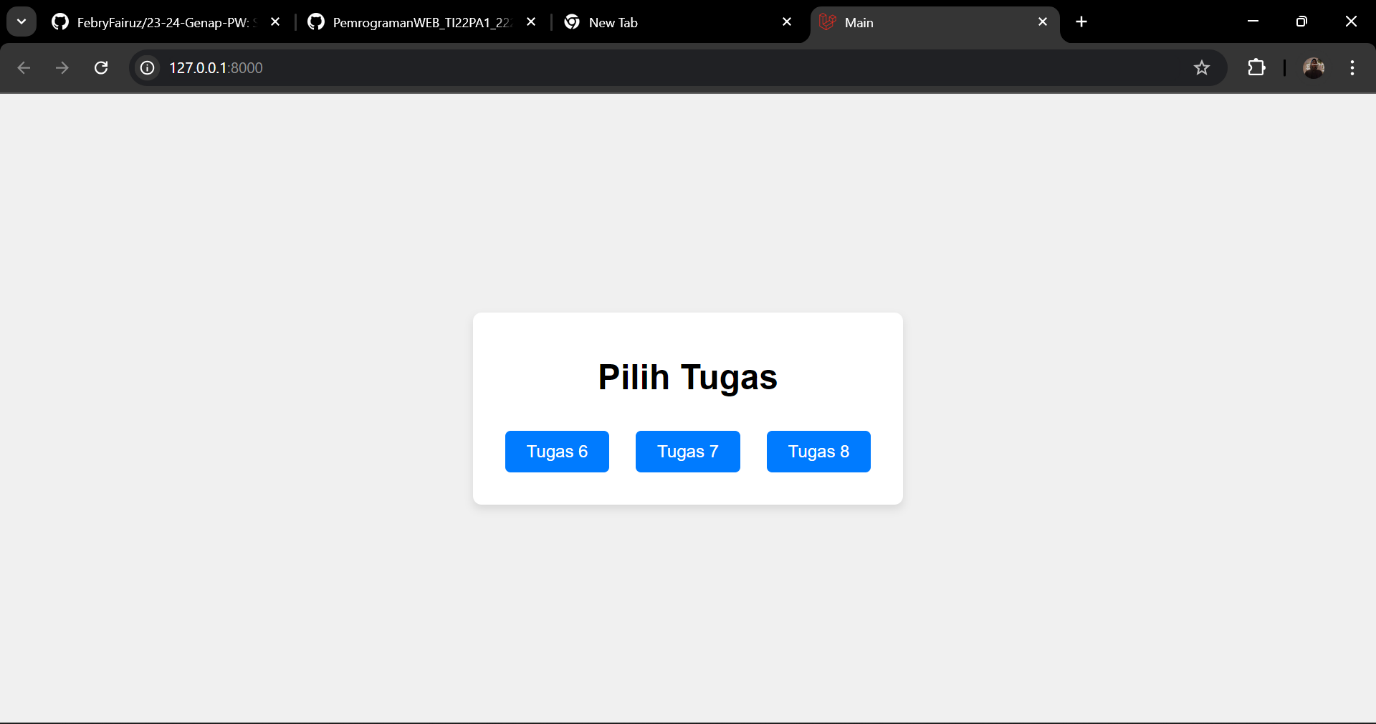 FebryFairuz/23-24-Genap-PW:
PemrogramanWEB_TI22PA1_22
New Tab
Main
127.0.0.1:8000
Pilih Tugas
Tugas 6
Tugas 7
Tugas 8